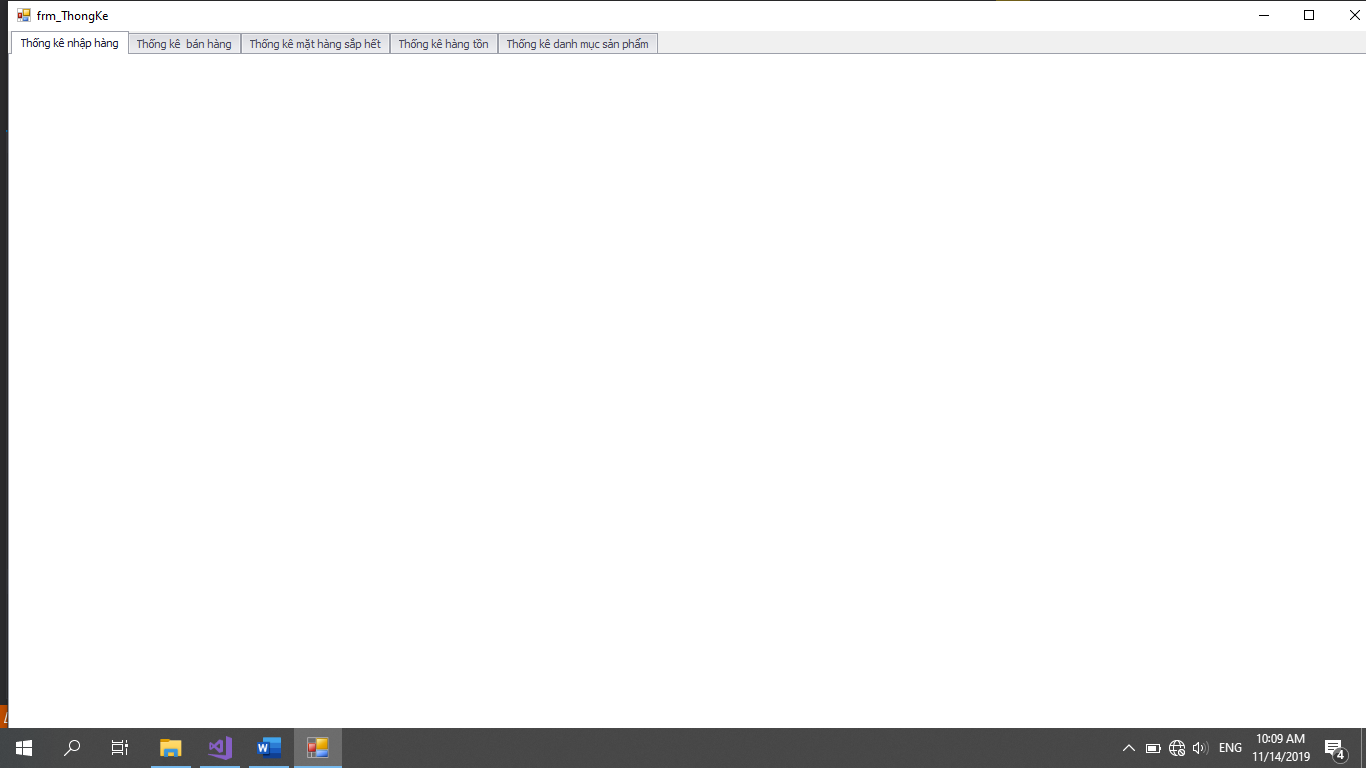 frm_ThongKe
Thống kê nhập hàng Thống kê bán hàng Thống kê mặt hàng sắp hết Thống kê hàng tồn Thống kê danh mục sản phẩm
ENG
10:09 AM
11/14/2019
4